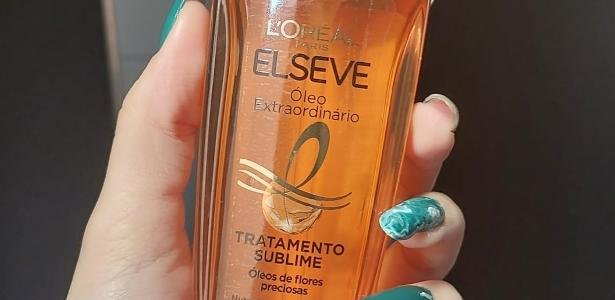 L'ORÉAL
PARIS
ELSEVE
Óleo
Extraordinário
TRATAMENTO
SUBLIME
Óleos de flores
preciosas